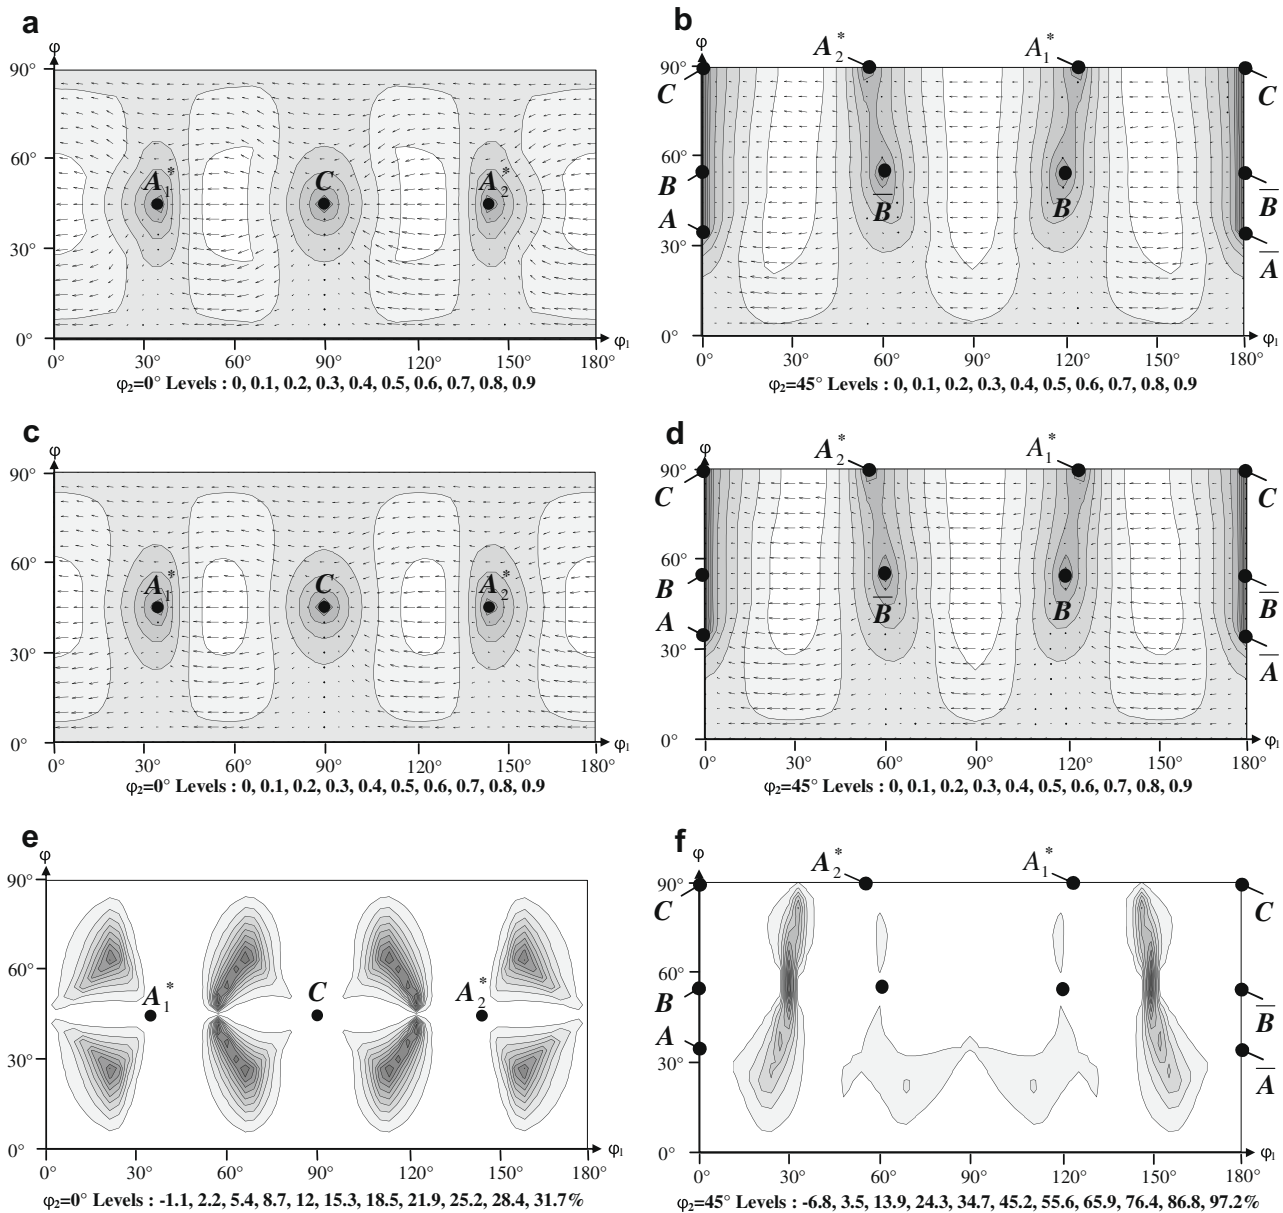 a
φ
90°
60°
30°
0°
A₁*
C
A₂*
0° 30° 60° 90° 120° 150° 180° φ₁
φ₂=0° Levels : 0, 0.1, 0.2, 0.3, 0.4, 0.5, 0.6, 0.7, 0.8, 0.9
b
φ
A₂* A₁*
90°
C C
60°
B B̅ B B̅
A A̅
30°
0°
0° 30° 60° 90° 120° 150° 180° φ₁
φ₂=45° Levels : 0, 0.1, 0.2, 0.3, 0.4, 0.5, 0.6, 0.7, 0.8, 0.9
c
φ
90°
60°
30°
0°
A₁*
C
A₂*
0° 30° 60° 90° 120° 150° 180° φ₁
φ₂=0° Levels : 0, 0.1, 0.2, 0.3, 0.4, 0.5, 0.6, 0.7, 0.8, 0.9
d
φ
A₂* A₁*
90°
C C
60°
B B̅ B B̅
A A̅
30°
0°
0° 30° 60° 90° 120° 150° 180° φ₁
φ₂=45° Levels : 0, 0.1, 0.2, 0.3, 0.4, 0.5, 0.6, 0.7, 0.8, 0.9
e
φ
90°
60°
30°
0°
A₁*
C
A₂*
0° 30° 60° 90° 120° 150° 180° φ₁
φ₂=0° Levels : -1.1, 2.2, 5.4, 8.7, 12, 15.3, 18.5, 21.9, 25.2, 28.4, 31.7%
f
φ
A₂* A₁*
90°
C C
60°
B B̅
A A̅
30°
0°
0° 30° 60° 90° 120° 150° 180° φ₁
φ₂=45° Levels : -6.8, 3.5, 13.9, 24.3, 34.7, 45.2, 55.6, 65.9, 76.4, 86.8, 97.2%